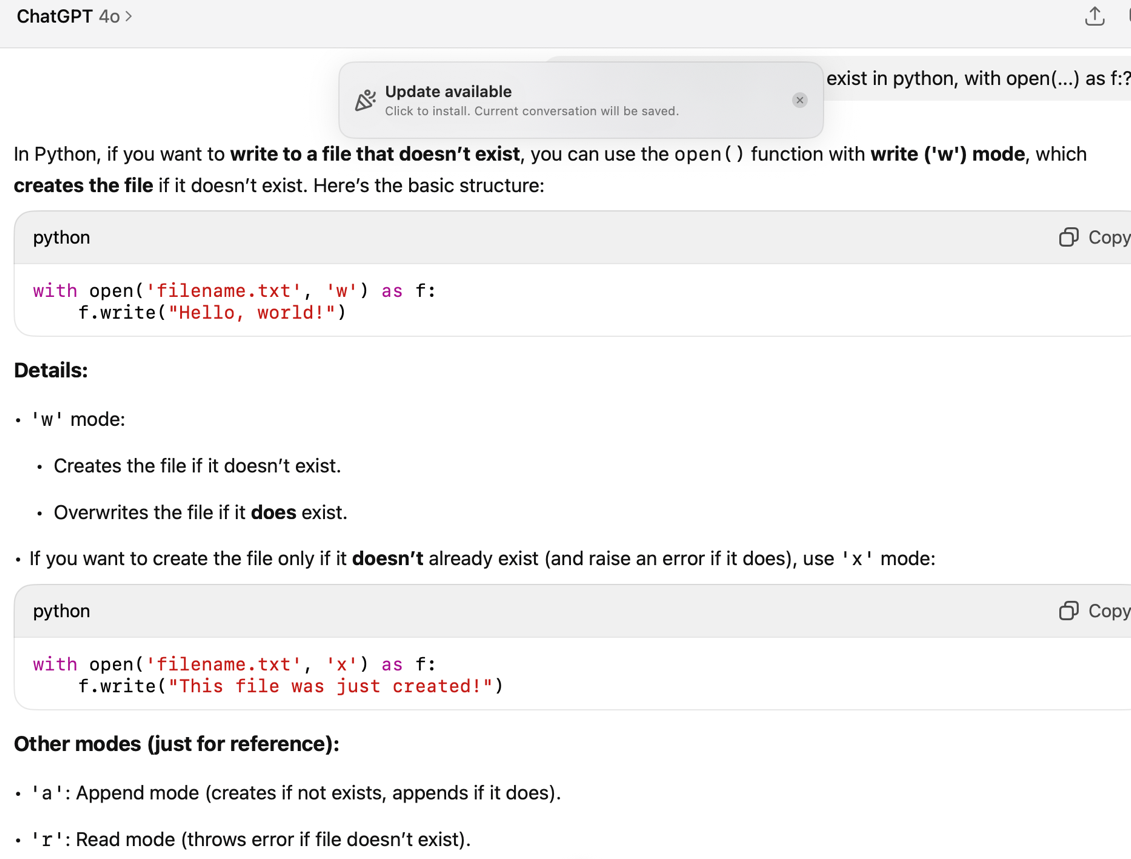 ChatGPT 4o >
exist in python, with open(...) as f:?
Update available
Click to install. Current conversation will be saved.
In Python, if you want to write to a file that doesn’t exist, you can use the open() function with write ('w') mode, which
creates the file if it doesn’t exist. Here’s the basic structure:
python
Copy
with open('filename.txt', 'w') as f:
    f.write("Hello, world!")
Details:
• 'w' mode:
• Creates the file if it doesn’t exist.
• Overwrites the file if it does exist.
• If you want to create the file only if it doesn’t already exist (and raise an error if it does), use 'x' mode:
python
Copy
with open('filename.txt', 'x') as f:
    f.write("This file was just created!")
Other modes (just for reference):
• 'a': Append mode (creates if not exists, appends if it does).
• 'r': Read mode (throws error if file doesn’t exist).